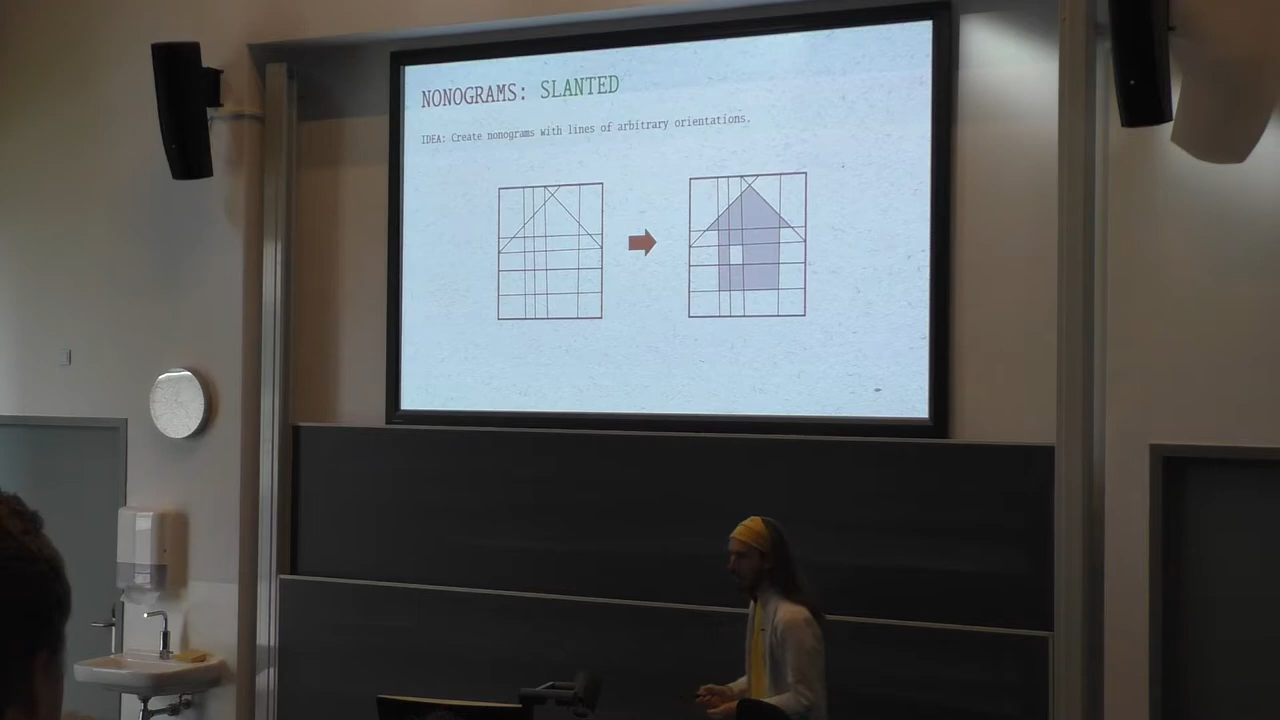 NONOGRAMS: SLANTED
IDEA: Create nonograms with lines of arbitrary orientations.